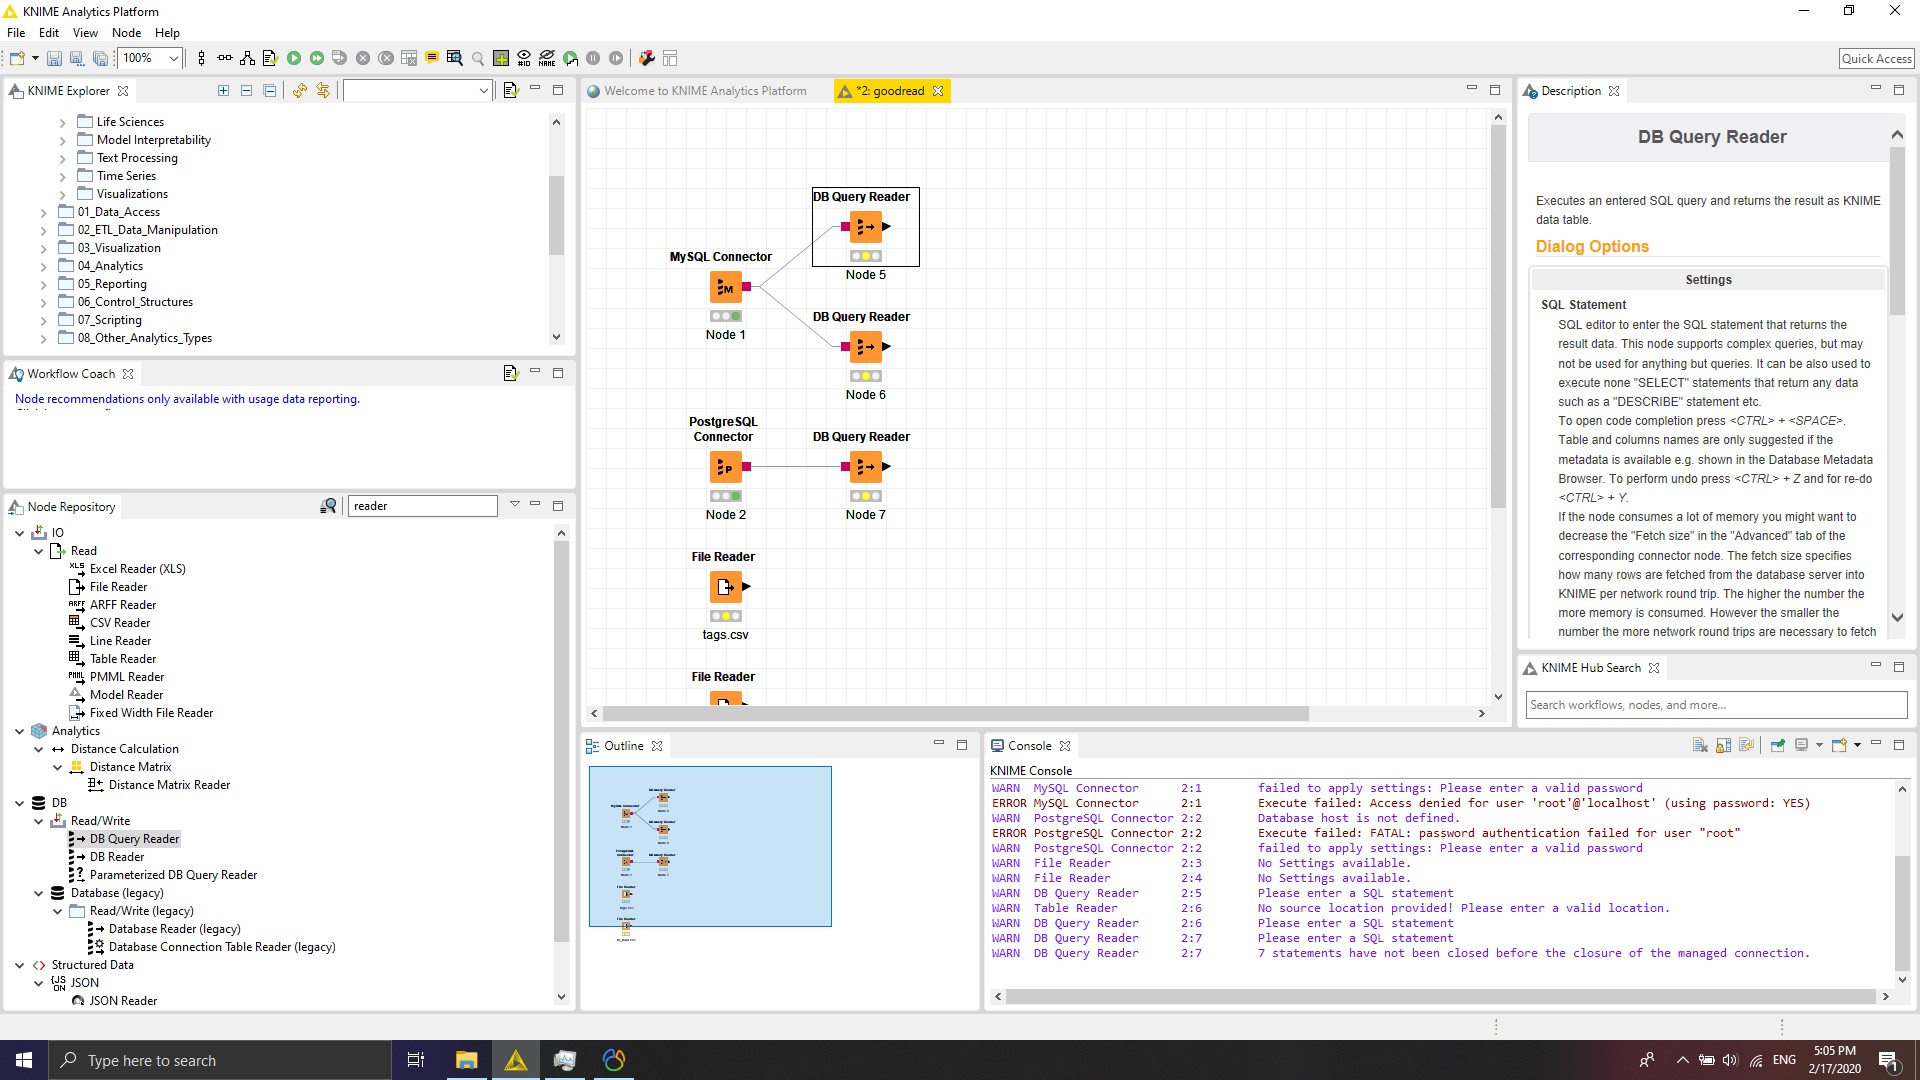 KNIME Analytics Platform
File Edit View Node Help
100%
Quick Access
KNIME Explorer
Life Sciences
Model Interpretability
Text Processing
Time Series
Visualizations
01_Data_Access
02_ETL_Data_Manipulation
03_Visualization
04_Analytics
05_Reporting
06_Control_Structures
07_Scripting
08_Other_Analytics_Types
Workflow Coach
Node recommendations only available with usage data reporting.
Node Repository
reader
IO
Read
Excel Reader (XLS)
File Reader
ARFF Reader
CSV Reader
Line Reader
Table Reader
PMML Reader
Model Reader
Fixed Width File Reader
Analytics
Distance Calculation
Distance Matrix
Distance Matrix Reader
DB
Read/Write
DB Query Reader
DB Reader
Parameterized DB Query Reader
Database (legacy)
Read/Write (legacy)
Database Reader (legacy)
Database Connection Table Reader (legacy)
Structured Data
JSON
JSON Reader
Welcome to KNIME Analytics Platform
*2: goodread
DB Query Reader
Node 5
MySQL Connector
Node 1
DB Query Reader
Node 6
PostgreSQL
Connector
Node 2
DB Query Reader
Node 7
File Reader
tags.csv
File Reader
Outline
Description
DB Query Reader
Executes an entered SQL query and returns the result as KNIME
data table.
Dialog Options
Settings
SQL Statement
SQL editor to enter the SQL statement that returns the
result data. This node supports complex queries, but may
not be used for anything but queries. It can be also used to
execute none "SELECT" statements that return any data
such as a "DESCRIBE" statement etc.
To open code completion press <CTRL> + <SPACE>.
Table and columns names are only suggested if the
metadata is available e.g. shown in the Database Metadata
Browser. To perform undo press <CTRL> + Z and for re-do
<CTRL> + Y.
If the node consumes a lot of memory you might want to
decrease the "Fetch size" in the "Advanced" tab of the
corresponding connector node. The fetch size specifies
how many rows are fetched from the database server into
KNIME per network round trip. The higher the number the
more memory is consumed. However the smaller the
number the more network round trips are necessary to fetch
KNIME Hub Search
Search workflows, nodes, and more...
Console
KNIME Console
WARN MySQL Connector 2:1 failed to apply settings: Please enter a valid password
ERROR MySQL Connector 2:1 Execute failed: Access denied for user 'root'@'localhost' (using password: YES)
WARN PostgreSQL Connector 2:2 Database host is not defined.
ERROR PostgreSQL Connector 2:2 Execute failed: FATAL: password authentication failed for user "root"
WARN PostgreSQL Connector 2:2 failed to apply settings: Please enter a valid password
WARN File Reader 2:3 No Settings available.
WARN File Reader 2:4 No Settings available.
WARN DB Query Reader 2:5 Please enter a SQL statement
WARN Table Reader 2:6 No source location provided! Please enter a valid location.
WARN DB Query Reader 2:6 Please enter a SQL statement
WARN DB Query Reader 2:7 Please enter a SQL statement
WARN DB Query Reader 2:7 7 statements have not been closed before the closure of the managed connection.
Type here to search
ENG
5:05 PM
2/17/2020
1